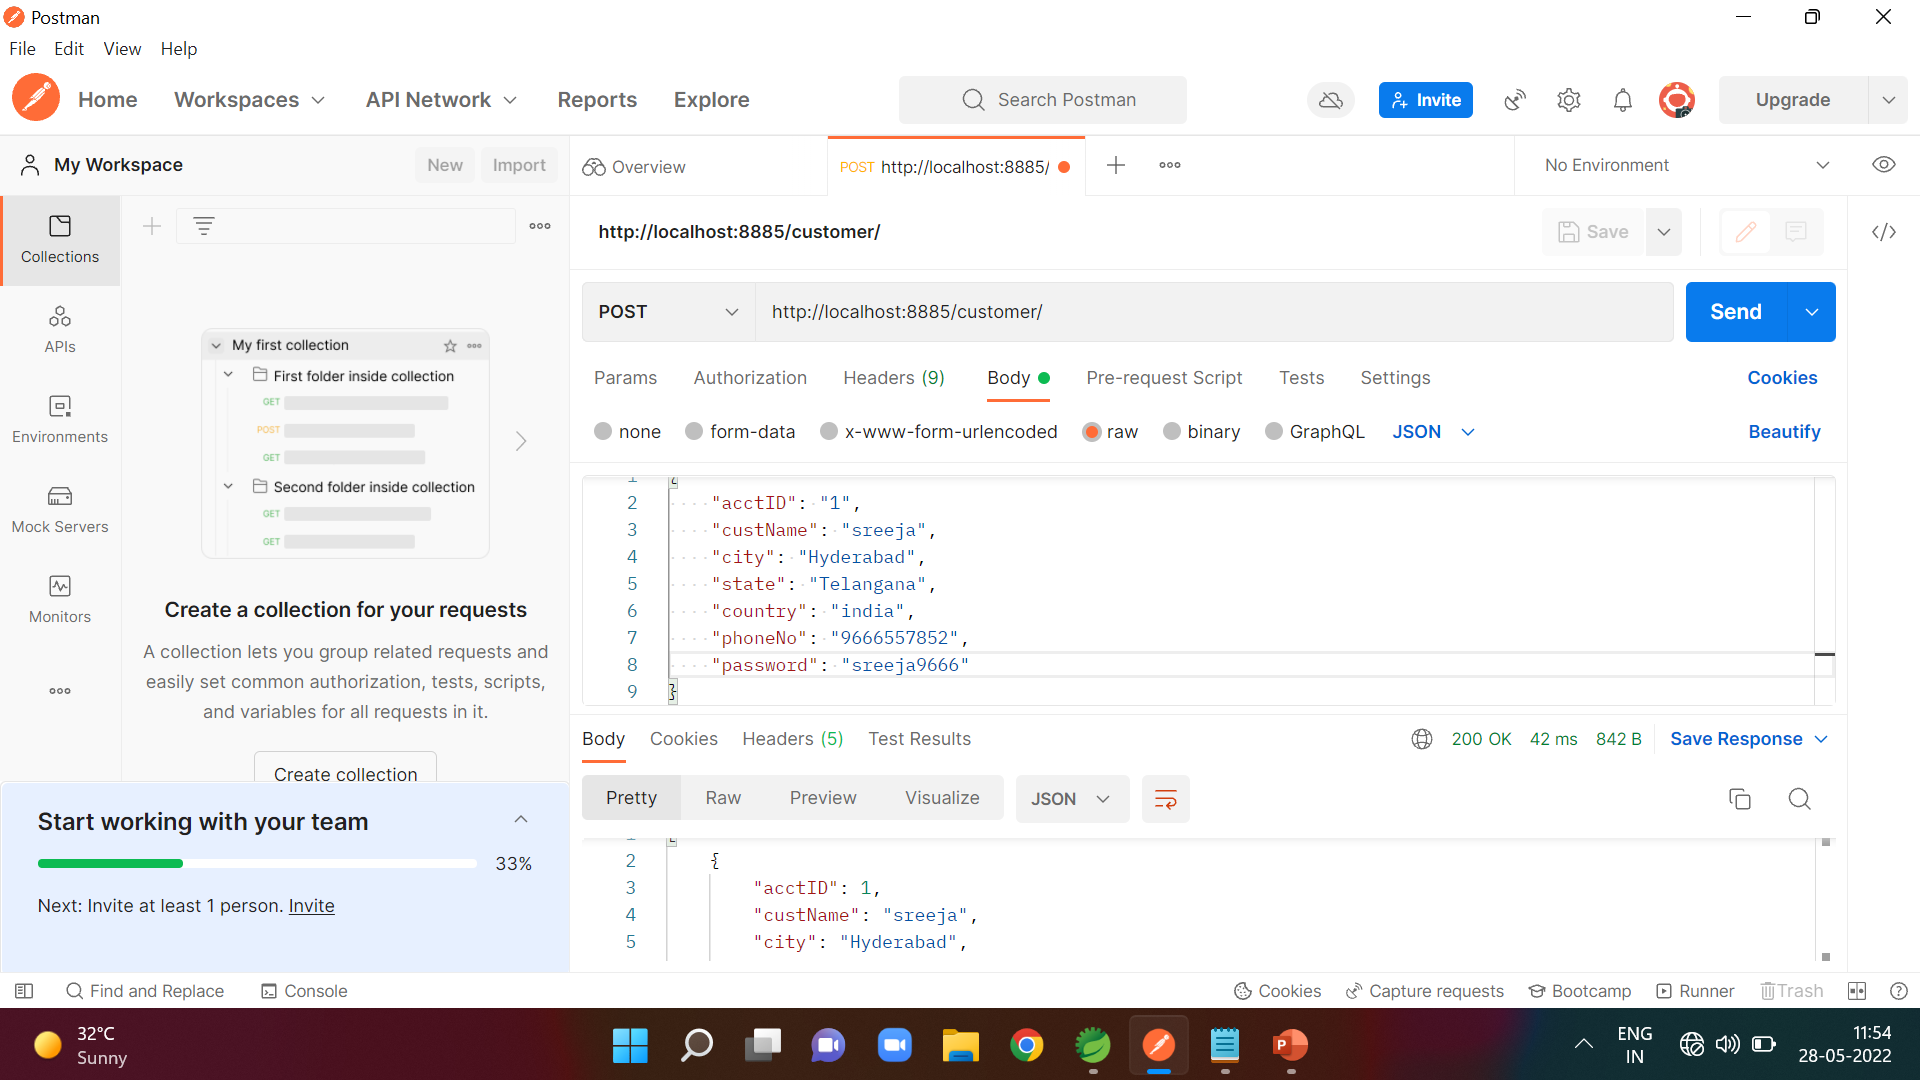 Postman
File Edit View Help
Home Workspaces API Network Reports Explore Search Postman Invite Upgrade
My Workspace New Import Overview POST http://localhost:8885/ No Environment
http://localhost:8885/customer/ Save
Collections
APIs
Environments
Mock Servers
Monitors
My first collection
First folder inside collection
GET
POST
GET
Second folder inside collection
GET
GET
Create a collection for your requests
A collection lets you group related requests and
easily set common authorization, tests, scripts,
and variables for all requests in it.
Create collection
Start working with your team
33%
Next: Invite at least 1 person. Invite
POST http://localhost:8885/customer/ Send
Params Authorization Headers (9) Body Pre-request Script Tests Settings Cookies
none form-data x-www-form-urlencoded raw binary GraphQL JSON Beautify
2 "acctID": "1",
3 "custName": "sreeja",
4 "city": "Hyderabad",
5 "state": "Telangana",
6 "country": "india",
7 "phoneNo": "9666557852",
8 "password": "sreeja9666"
9 }
Body Cookies Headers (5) Test Results 200 OK 42 ms 842 B Save Response
Pretty Raw Preview Visualize JSON
2 {
3 "acctID": 1,
4 "custName": "sreeja",
5 "city": "Hyderabad",
Find and Replace Console Cookies Capture requests Bootcamp Runner Trash
32°C
Sunny
ENG
IN
11:54
28-05-2022